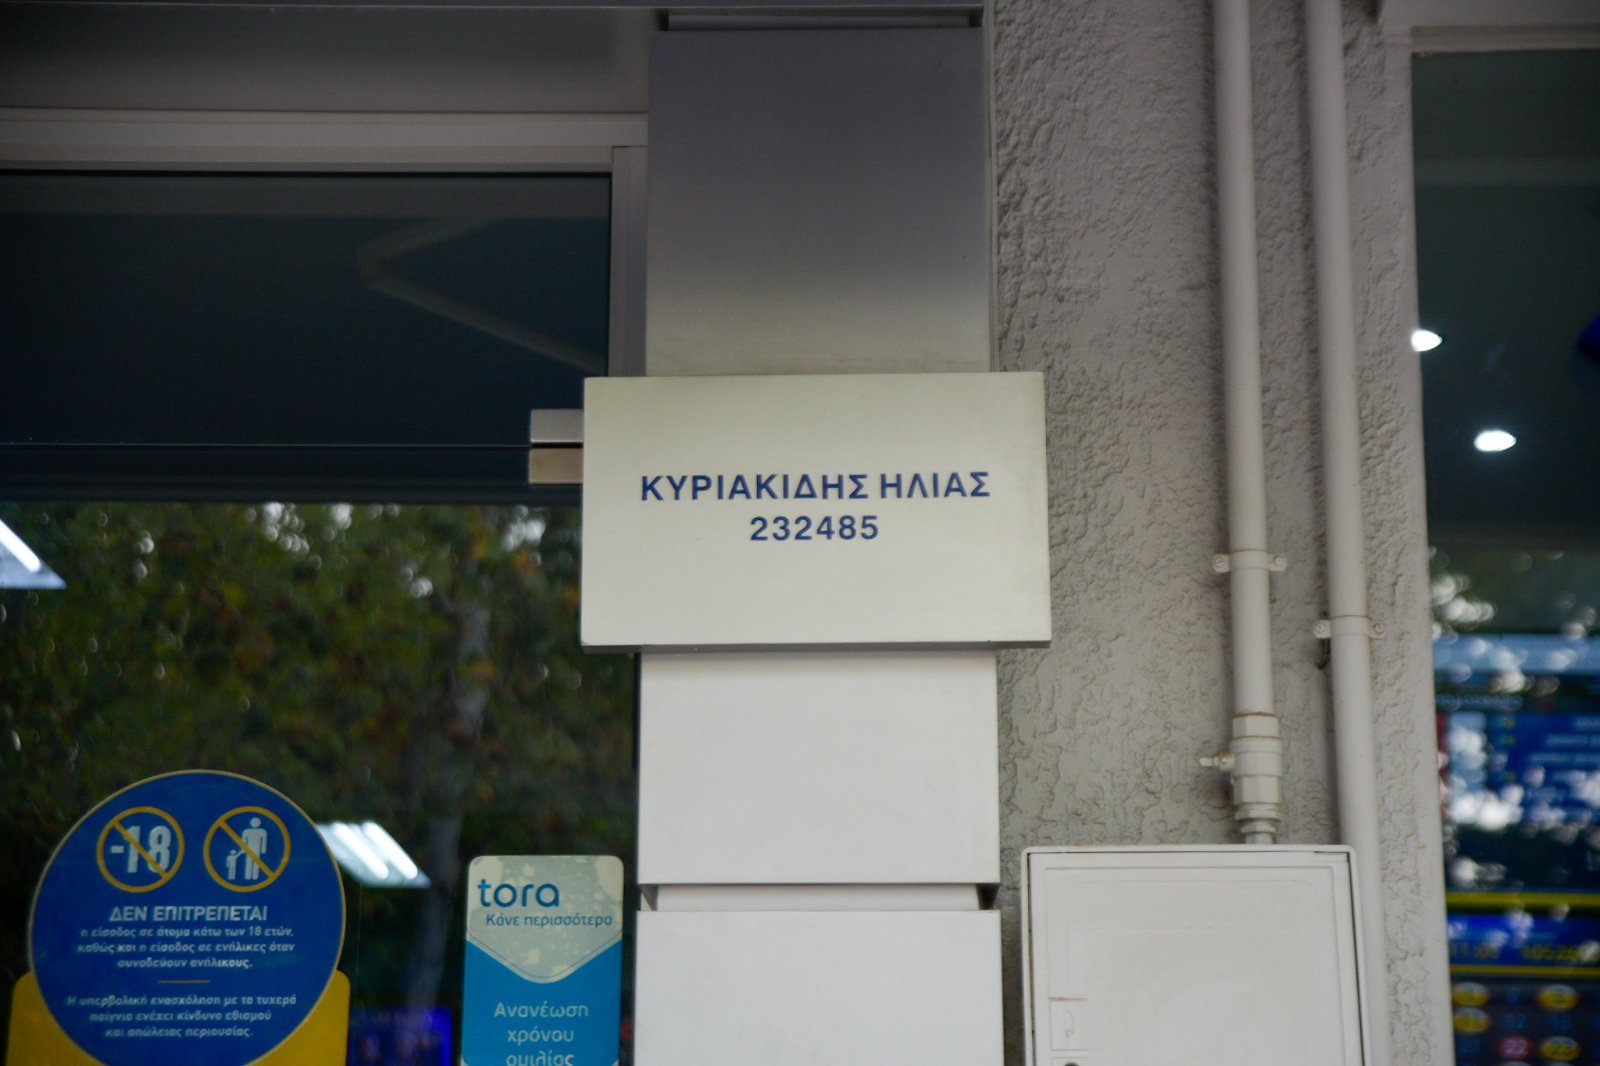 ΚΥΡΙΑΚΙΔΗΣ ΗΛΙΑΣ
232485
-18
ΔΕΝ ΕΠΙΤΡΕΠΕΤΑΙ
η είσοδος σε άτομα κάτω των 18 ετών,
καθώς και η είσοδος σε ενήλικες όταν
συνοδεύουν ανήλικους.
Η υπερβολική ενασχόληση με τα τυχερά
παίγνια ενέχει κίνδυνο εθισμού
και απώλειας περιουσίας.
tora
Κάνε περισσότερα
Ανανέωση
χρόνου
ομιλίας